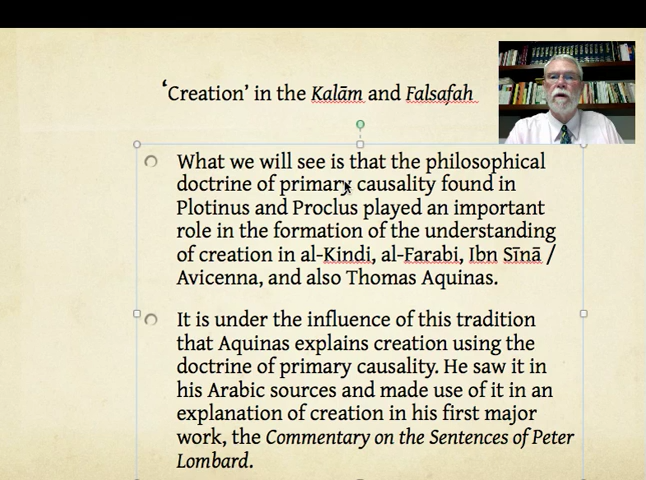 ‘Creation’ in the Kalām and Falsafah
What we will see is that the philosophical
doctrine of primary causality found in
Plotinus and Proclus played an important
role in the formation of the understanding
of creation in al-Kindi, al-Farabi, Ibn Sīnā /
Avicenna, and also Thomas Aquinas.
It is under the influence of this tradition
that Aquinas explains creation using the
doctrine of primary causality. He saw it in
his Arabic sources and made use of it in an
explanation of creation in his first major
work, the Commentary on the Sentences of Peter
Lombard.